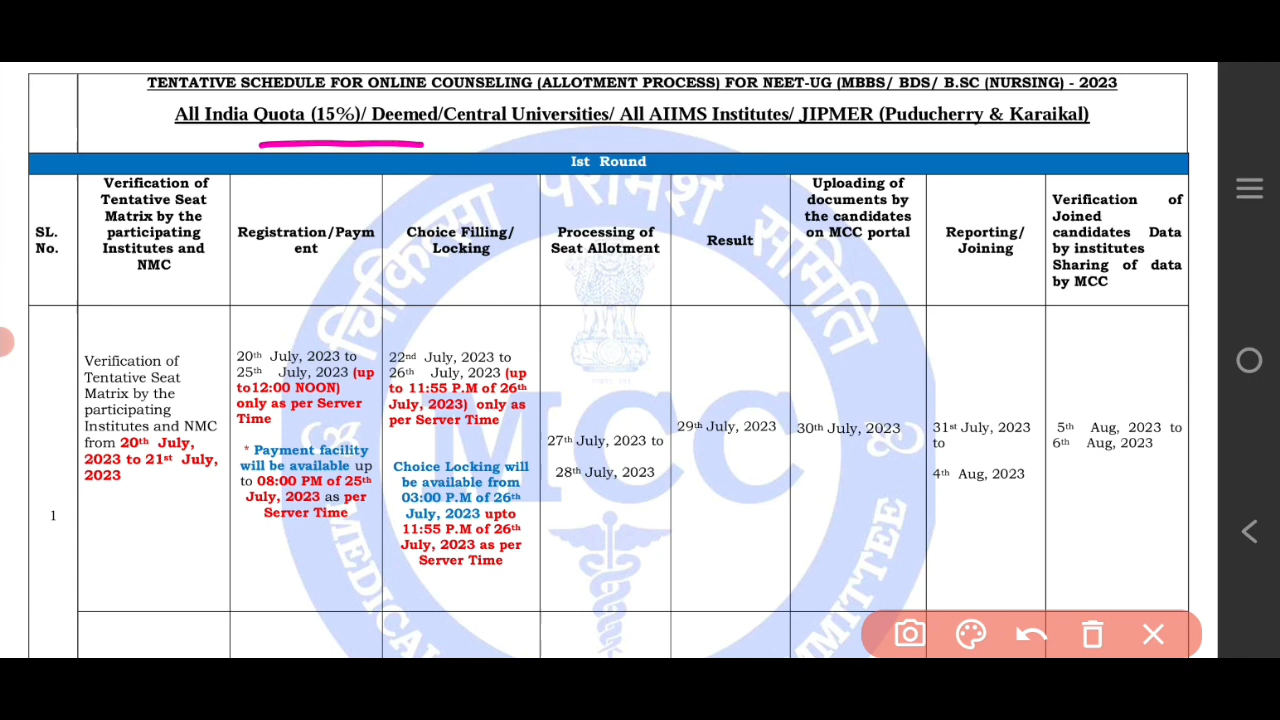 TENTATIVE SCHEDULE FOR ONLINE COUNSELING (ALLOTMENT PROCESS) FOR NEET-UG (MBBS/ BDS/ B.SC (NURSING) - 2023
All India Quota (15%)/ Deemed/Central Universities/ All AIIMS Institutes/ JIPMER (Puducherry & Karaikal)
Ist Round
SL.
No.
Verification of
Tentative Seat
Matrix by the
participating
Institutes and
NMC
Registration/Paym
ent
Choice Filling/
Locking
Processing of
Seat Allotment
Result
Uploading of
documents by
the candidates
on MCC portal
Reporting/
Joining
Verification of
Joined
candidates Data
by institutes
Sharing of data
by MCC
1
Verification of
Tentative Seat
Matrix by the
participating
Institutes and NMC
from 20th July,
2023 to 21st July,
2023
20th July, 2023 to
25th July, 2023 (up
to12:00 NOON)
only as per Server
Time
* Payment facility
will be available up
to 08:00 PM of 25th
July, 2023 as per
Server Time
22nd July, 2023 to
26th July, 2023 (up
to 11:55 P.M of 26th
July, 2023) only as
per Server Time
Choice Locking will
be available from
03:00 P.M of 26th
July, 2023 upto
11:55 P.M of 26th
July, 2023 as per
Server Time
27th July, 2023 to
28th July, 2023
29th July, 2023
30th July, 2023
31st July, 2023
to
4th Aug, 2023
5th Aug, 2023 to
6th Aug, 2023
चिकित्सा परामर्श समिति
MCC
MEDICAL